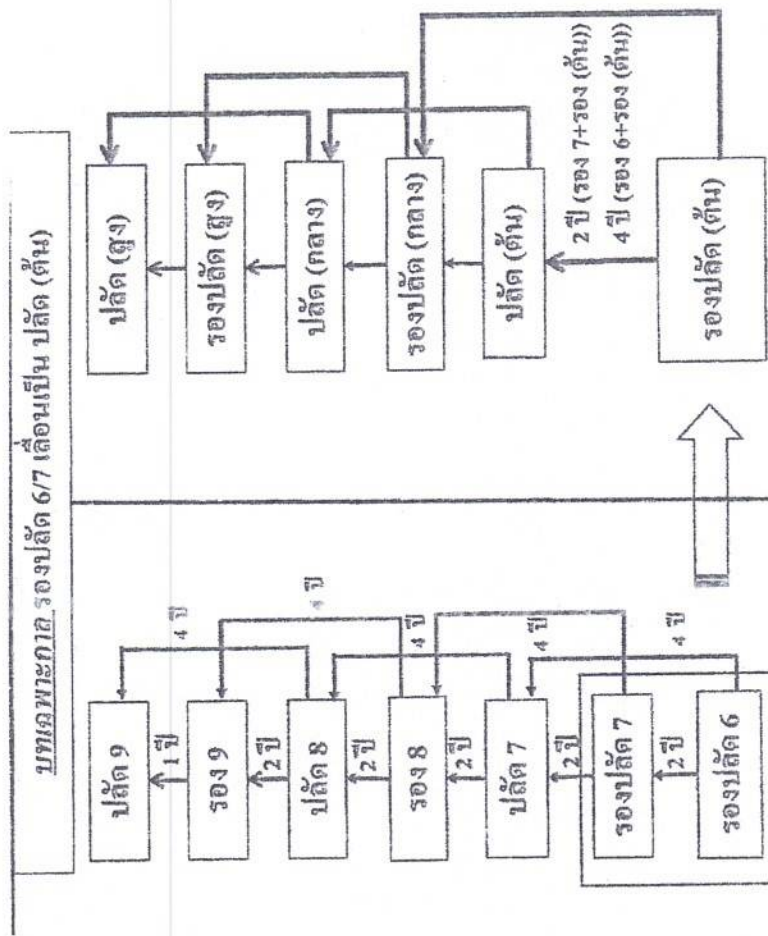 บทเฉพาะกาล รองปลัด 6/7 เลื่อนเป็น ปลัด (ต้น)
ปลัด 9
1 ปี
4 ปี
รอง 9
2 ปี
4 ปี
ปลัด 8
2 ปี
4 ปี
รอง 8
2 ปี
4 ปี
ปลัด 7
2 ปี
4 ปี
รองปลัด 7
2 ปี
รองปลัด 6
ปลัด (สูง)
รองปลัด (สูง)
ปลัด (กลาง)
รองปลัด (กลาง)
ปลัด (ต้น)
2 ปี (รอง 7+รอง (ต้น))
4 ปี (รอง 6+รอง (ต้น))
รองปลัด (ต้น)